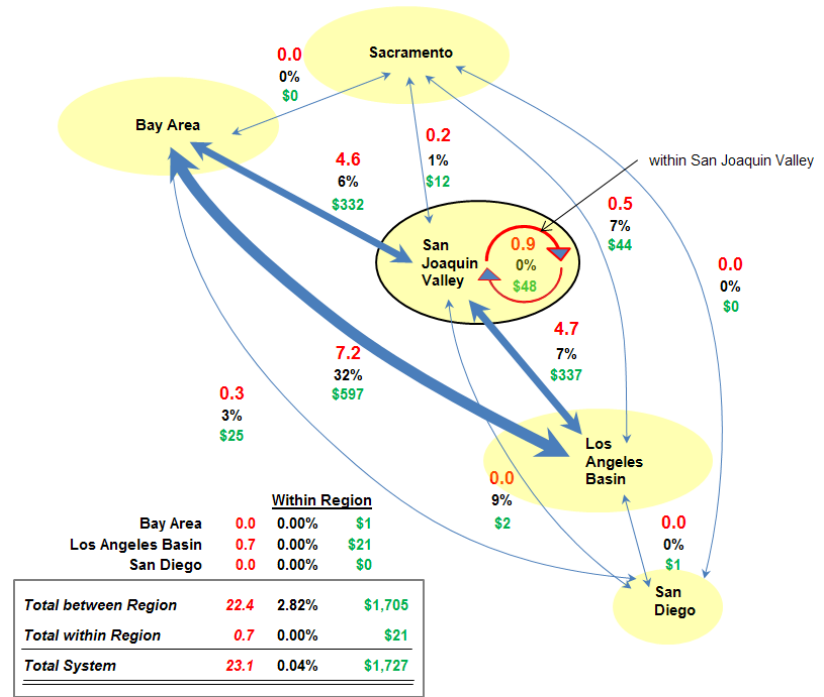 Sacramento
0.0
0%
$0
Bay Area
0.2
1%
$12
4.6
6%
$332
within San Joaquin Valley
0.5
7%
$44
San
Joaquin
Valley
0.9
0%
$48
0.0
0%
$0
4.7
7%
$337
7.2
32%
$597
0.3
3%
$25
Los
Angeles
Basin
0.0
9%
$2
0.0
0%
$1
San
Diego
Within Region
Bay Area 0.0 0.00% $1
Los Angeles Basin 0.7 0.00% $21
San Diego 0.0 0.00% $0
Total between Region 22.4 2.82% $1,705
Total within Region 0.7 0.00% $21
Total System 23.1 0.04% $1,727